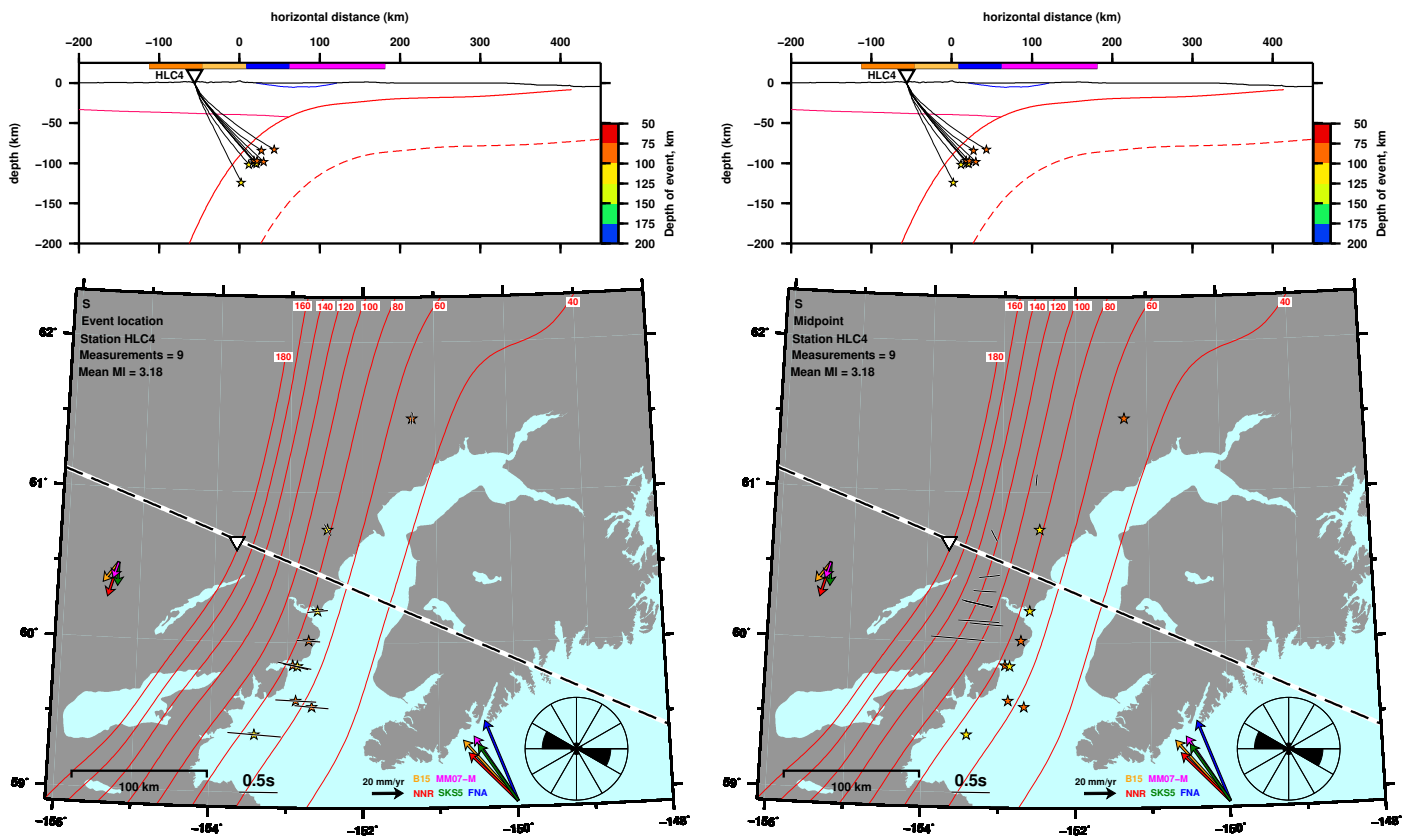 horizontal distance (km)
−200 −100 0 100 200 300 400
HLC4
depth (km)
0
−50
−100
−150
−200
50
75
100
125
150
175
200
Depth of event, km
S
Event location
Station HLC4
Measurements = 9
Mean MI = 3.18
160 140 120 100 80 60 40
180
62°
61°
60°
59°
100 km
0.5s
20 mm/yr
B15 MM07−M
NNR SKS5 FNA
−156° −154° −152° −150° −148°
horizontal distance (km)
−200 −100 0 100 200 300 400
HLC4
depth (km)
0
−50
−100
−150
−200
50
75
100
125
150
175
200
Depth of event, km
S
Midpoint
Station HLC4
Measurements = 9
Mean MI = 3.18
160 140 120 100 80 60 40
180
62°
61°
60°
59°
100 km
0.5s
20 mm/yr
B15 MM07−M
NNR SKS5 FNA
−156° −154° −152° −150° −148°